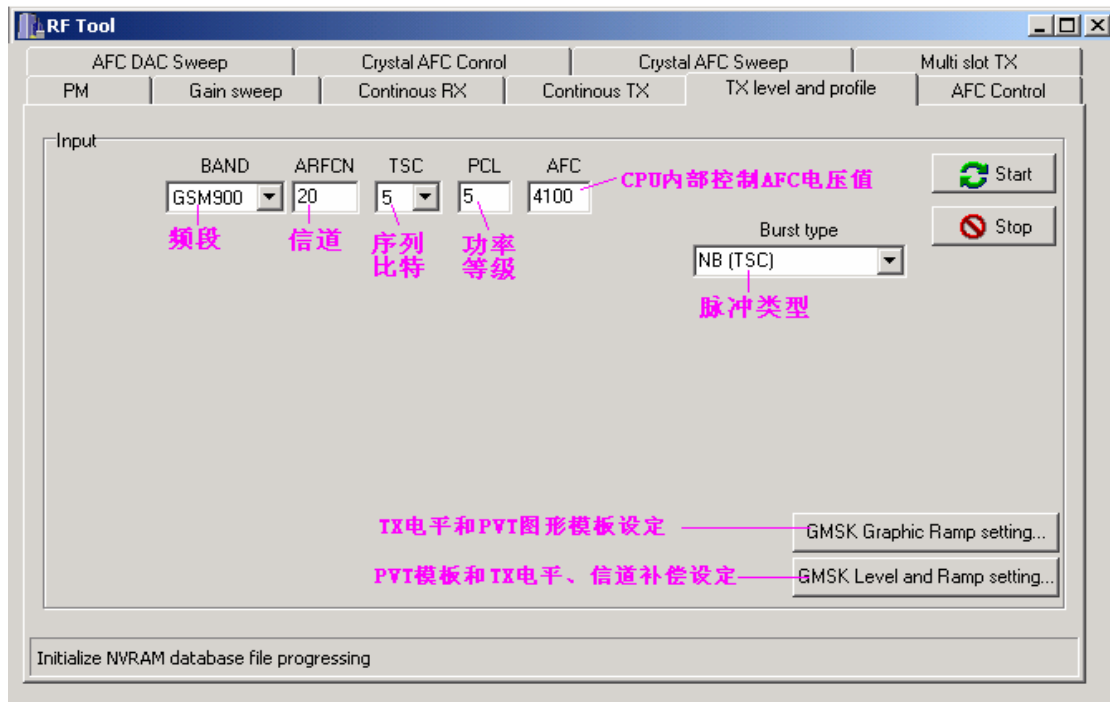 RF Tool
AFC DAC Sweep
Crystal AFC Conrol
Crystal AFC Sweep
Multi slot TX
PM
Gain sweep
Continous RX
Continous TX
TX level and profile
AFC Control
Input
BAND ARFCN TSC PCL AFC
GSM900 20 5 5 4100
CPU内部控制AFC电压值
Start
频段
信道
序列
比特
功率
等级
Burst type
Stop
NB (TSC)
脉冲类型
TX电平和PVT图形模板设定
GMSK Graphic Ramp setting...
PVT模板和TX电平、信道补偿设定
GMSK Level and Ramp setting...
Initialize NVRAM database file progressing